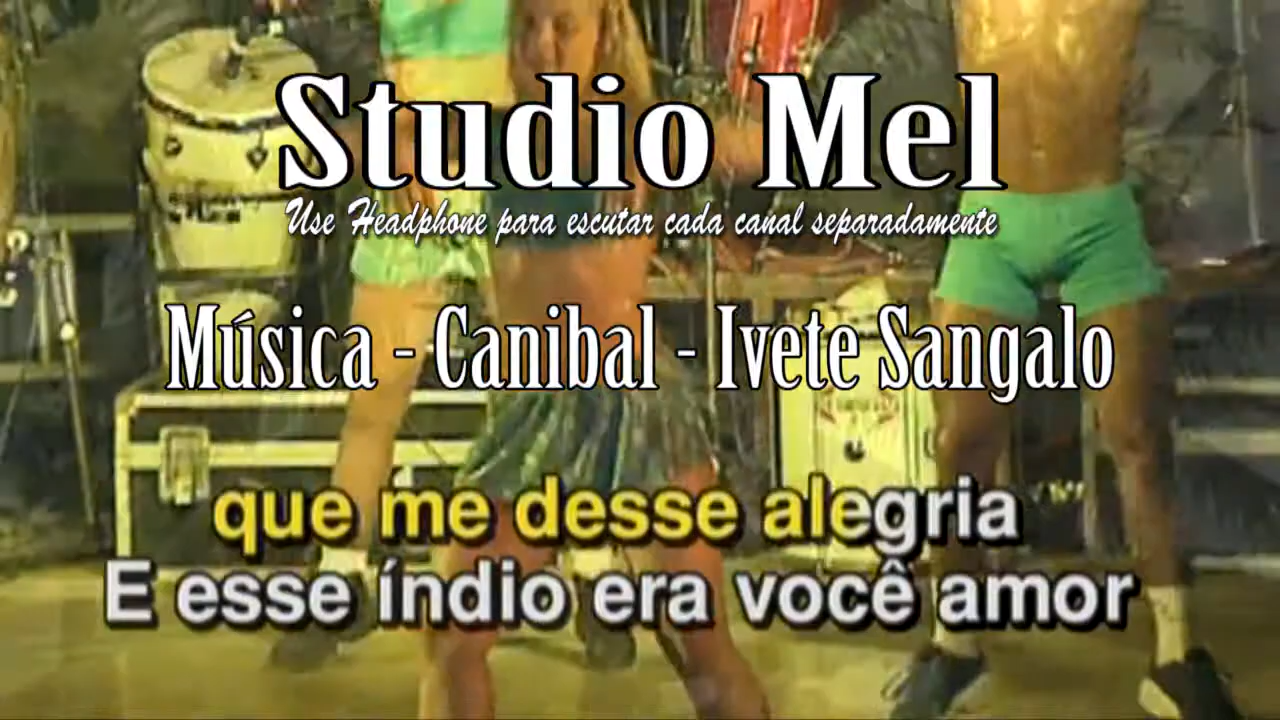 Studio Mel
Use Headphone para escutar cada canal separadamente
Música - Canibal - Ivete Sangalo
que me desse alegria
E esse índio era você amor